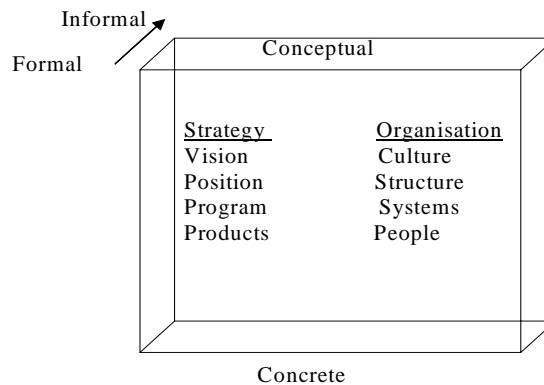 Informal
Formal
Conceptual
Strategy Organisation
Vision Culture
Position Structure
Program Systems
Products People
Concrete